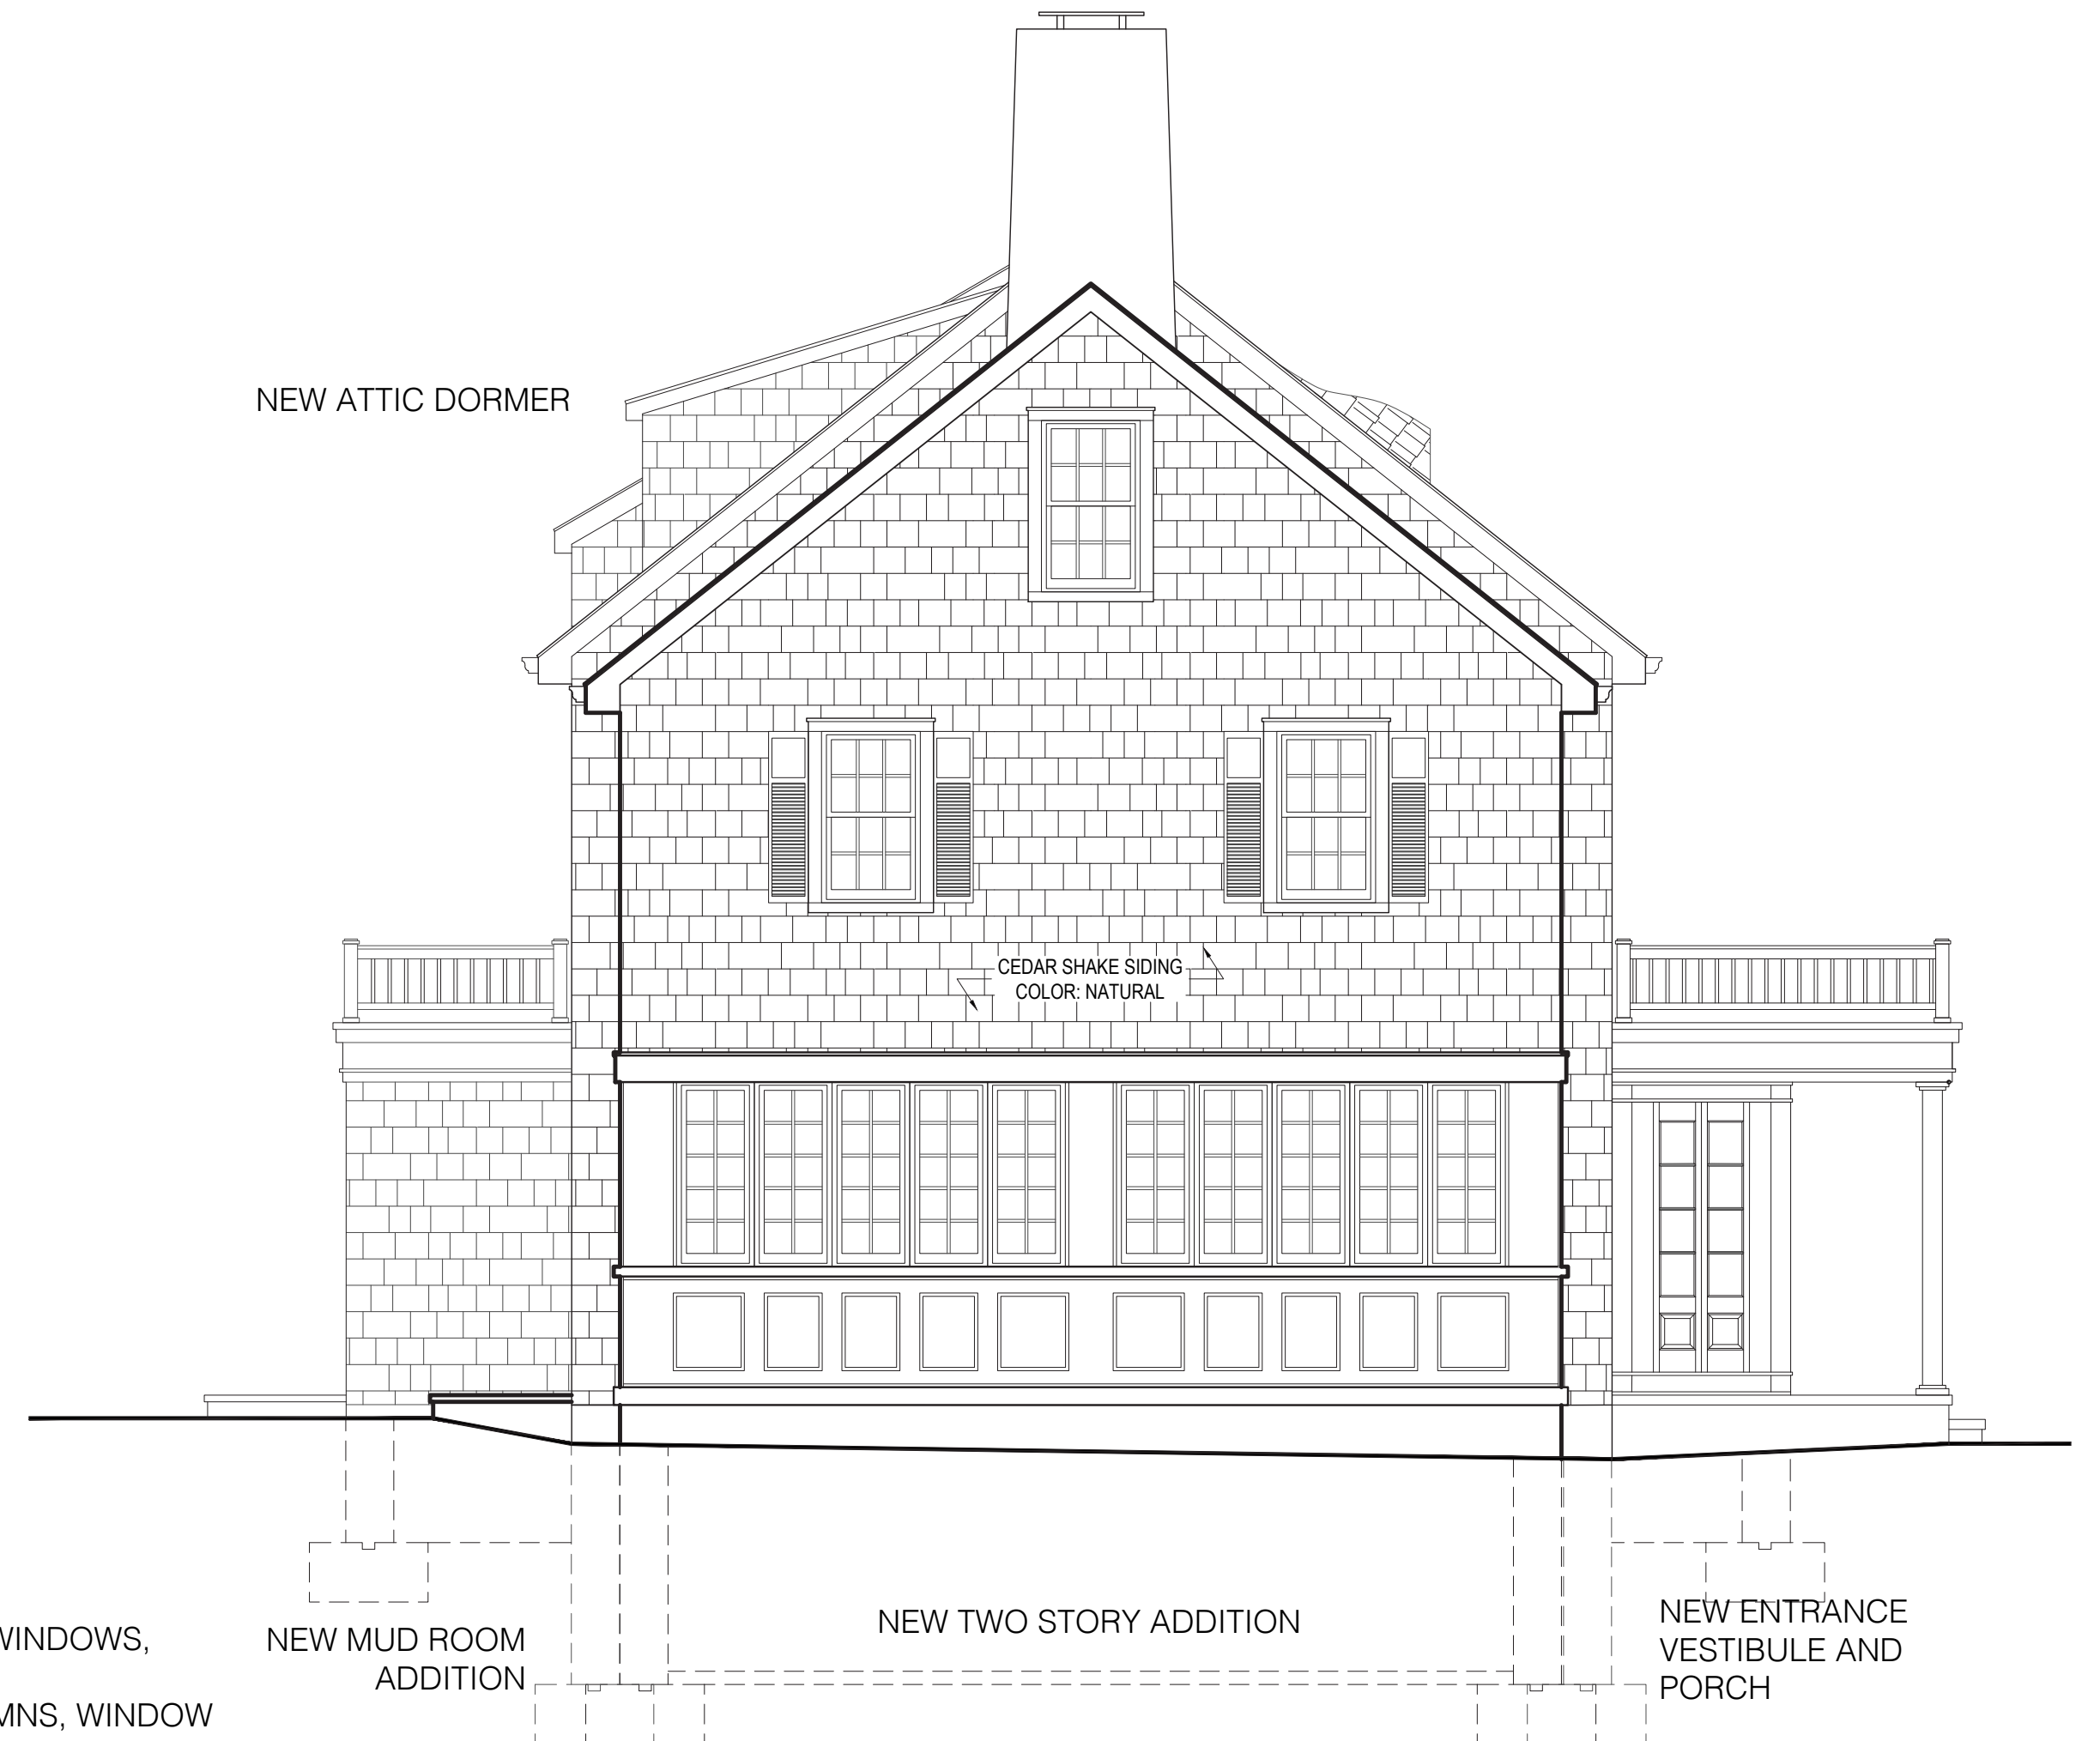 NEW ATTIC DORMER
CEDAR SHAKE SIDING
COLOR: NATURAL
NEW TWO STORY ADDITION
NEW ENTRANCE
VESTIBULE AND
PORCH
NEW MUD ROOM
ADDITION
WINDOWS,
MNS, WINDOW